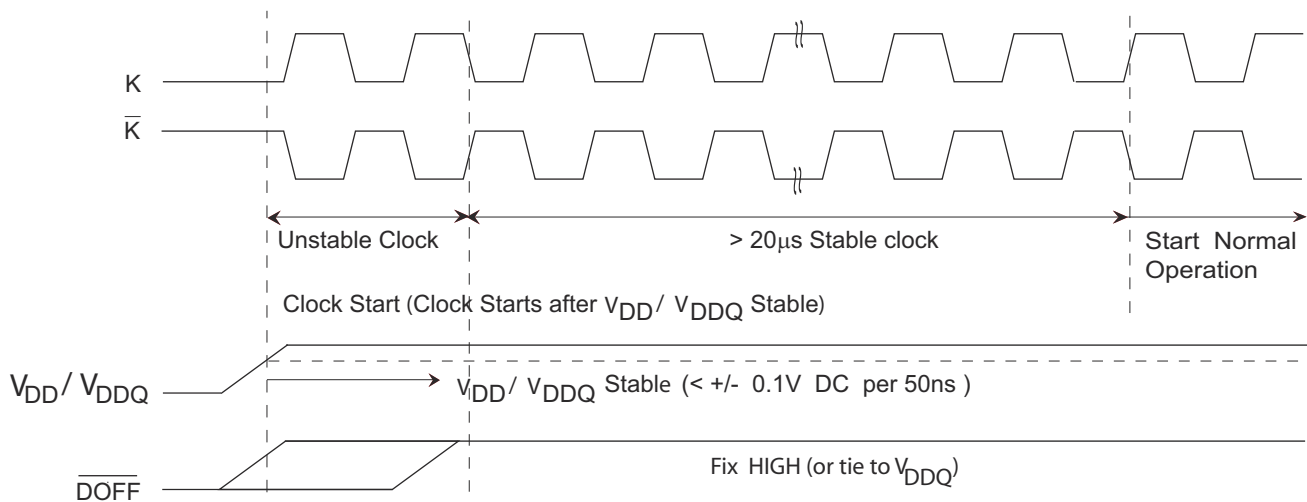 K
K̅
Unstable Clock
> 20μs Stable clock
Start Normal
Operation
Clock Start (Clock Starts after VDD / VDDQ Stable)
VDD / VDDQ
VDD / VDDQ Stable (< +/- 0.1V DC per 50ns )
Fix HIGH (or tie to VDDQ)
D̅O̅F̅F̅